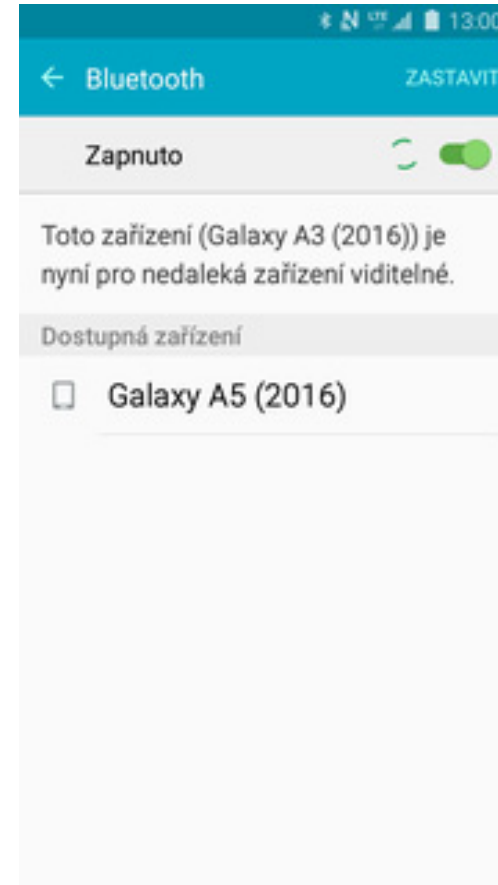 13:00
Bluetooth ZASTAVIT
Zapnuto
Toto zařízení (Galaxy A3 (2016)) je
nyní pro nedaleká zařízení viditelné.
Dostupná zařízení
Galaxy A5 (2016)